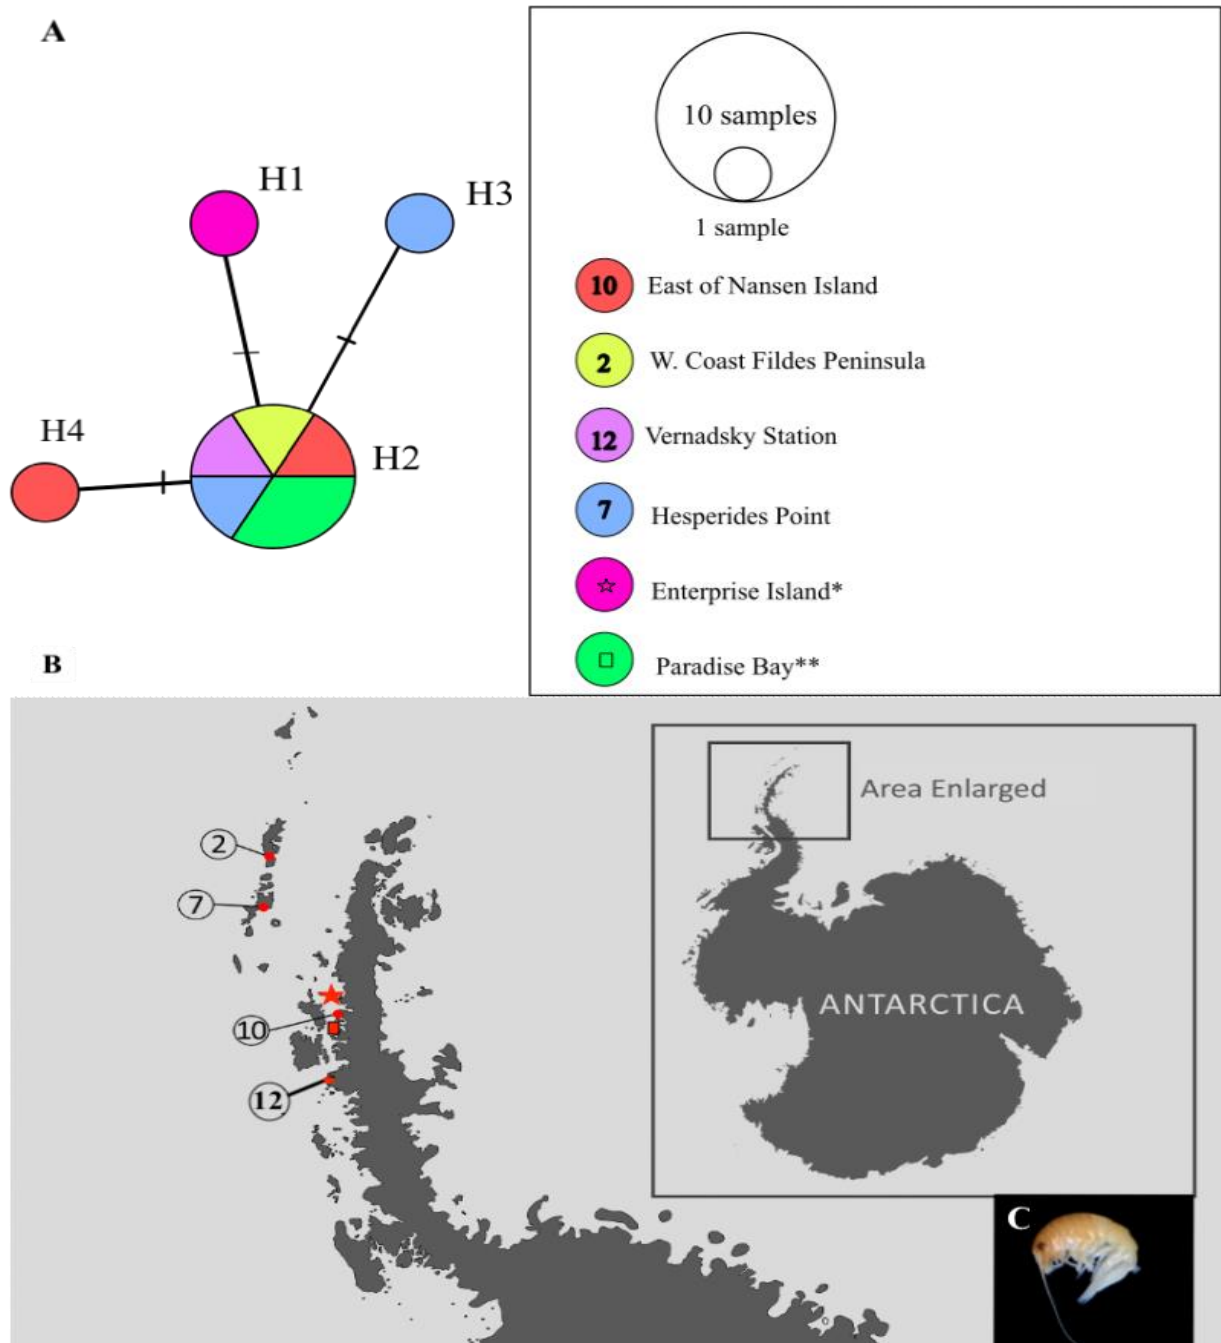 A
H1
H3
H4
H2
10 samples
1 sample
10 East of Nansen Island
2 W. Coast Fildes Peninsula
12 Vernadsky Station
7 Hesperides Point
Enterprise Island*
Paradise Bay**
B
2
7
10
12
Area Enlarged
ANTARCTICA
C